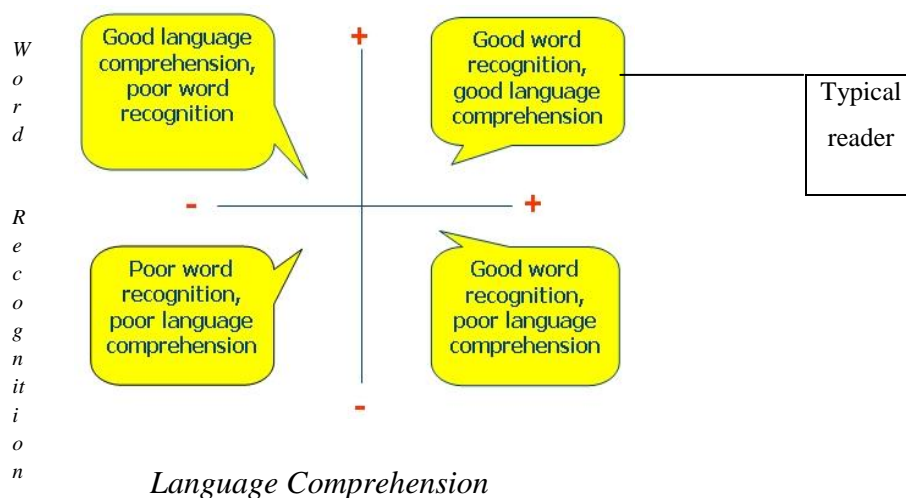 W
o
r
d
R
e
c
o
g
n
it
i
o
n
Good language
comprehension,
poor word
recognition
+
Good word
recognition,
good language
comprehension
Typical
reader
-
+
Poor word
recognition,
poor language
comprehension
Good word
recognition,
poor language
comprehension
-
Language Comprehension